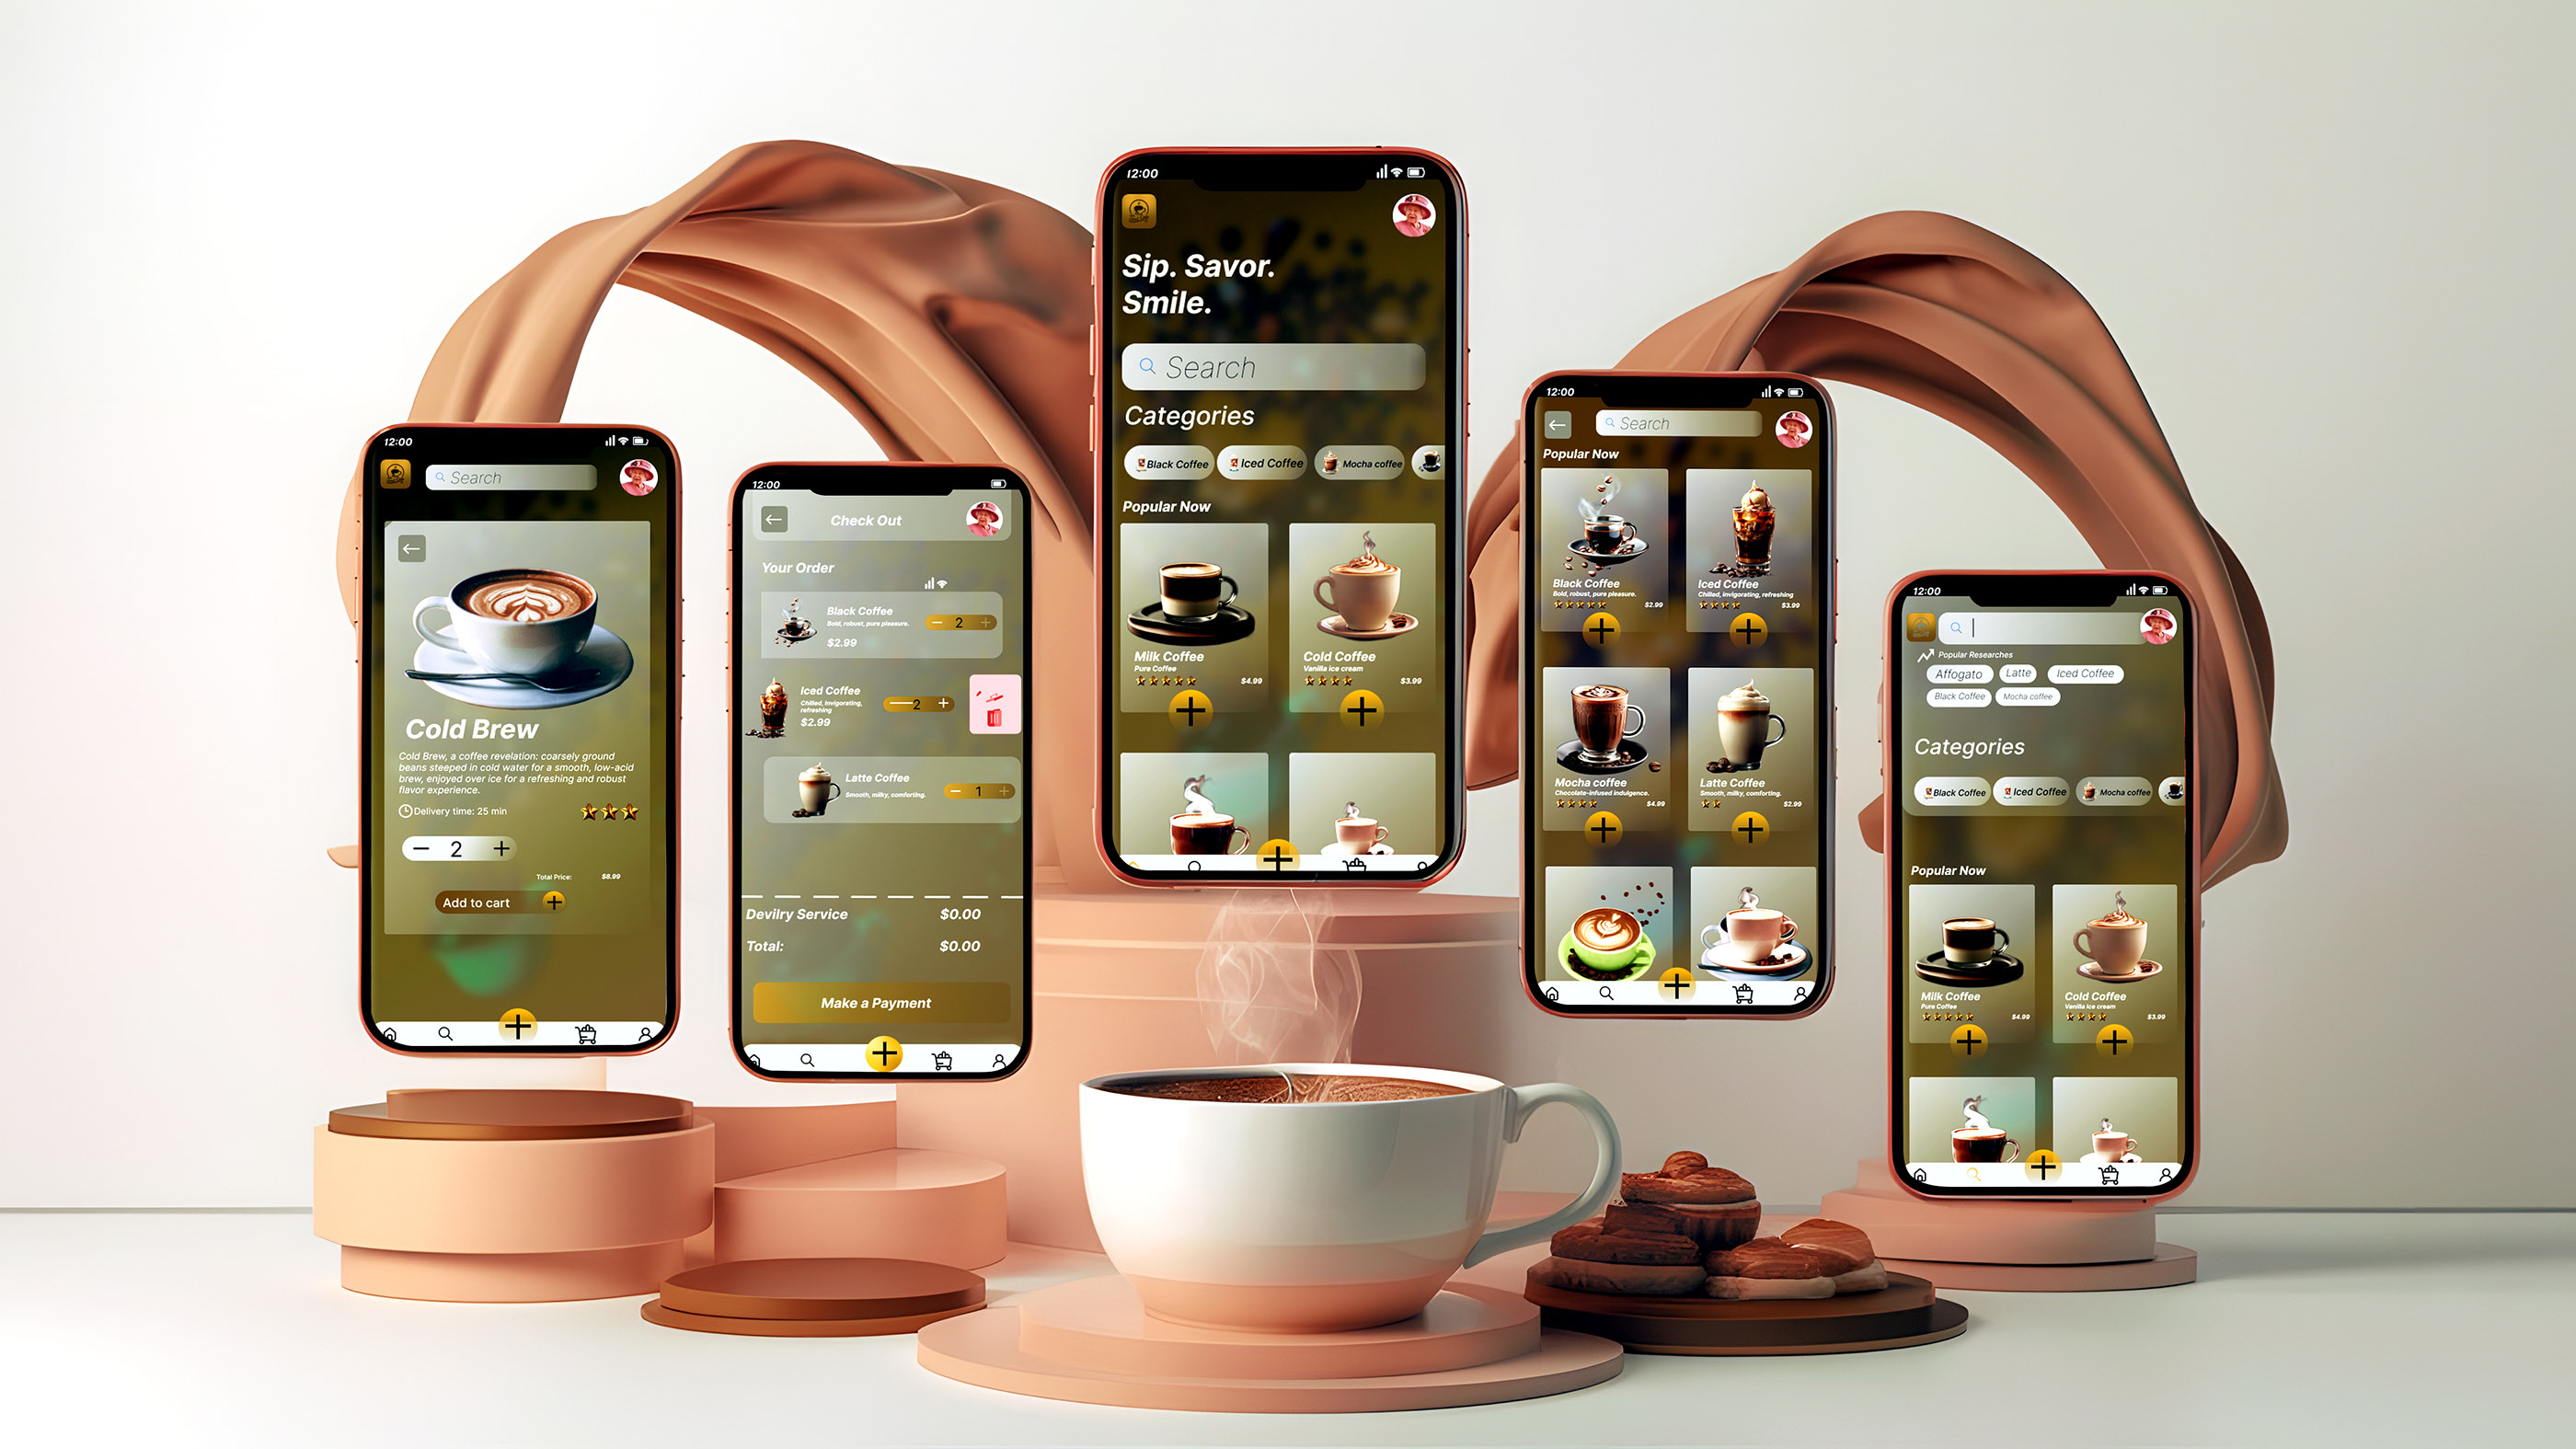 12:00
Search
Cold Brew
Cold Brew, a coffee revelation: coarsely ground
beans steeped in cold water for a smooth, low-acid
brew, enjoyed over ice for a refreshing and robust
flavor experience.
Delivery time: 25 min
2
Total Price: $8.99
Add to cart
12:00
Check Out
Your Order
Black Coffee
Bold, robust, pure pleasure.
$2.99
2
Iced Coffee
Chilled, invigorating,
refreshing
$2.99
2
Latte Coffee
Smooth, milky, comforting.
1
Devilry Service $0.00
Total: $0.00
Make a Payment
12:00
Sip. Savor.
Smile.
Search
Categories
Black Coffee Iced Coffee Mocha coffee
Popular Now
Milk Coffee
Pure Coffee
$4.99
Cold Coffee
Vanilla ice cream
$3.99
12:00
Search
Popular Now
Black Coffee
Bold, robust, pure pleasure.
$2.99
Iced Coffee
Chilled, invigorating, refreshing
$3.99
Mocha coffee
Chocolate-infused indulgence.
$4.99
Latte Coffee
Smooth, milky, comforting.
$2.99
12:00
Popular Researches
Affogato Latte Iced Coffee
Black Coffee Mocha coffee
Categories
Black Coffee Iced Coffee Mocha coffee
Popular Now
Milk Coffee
Pure Coffee
$4.99
Cold Coffee
Vanilla ice cream
$3.99